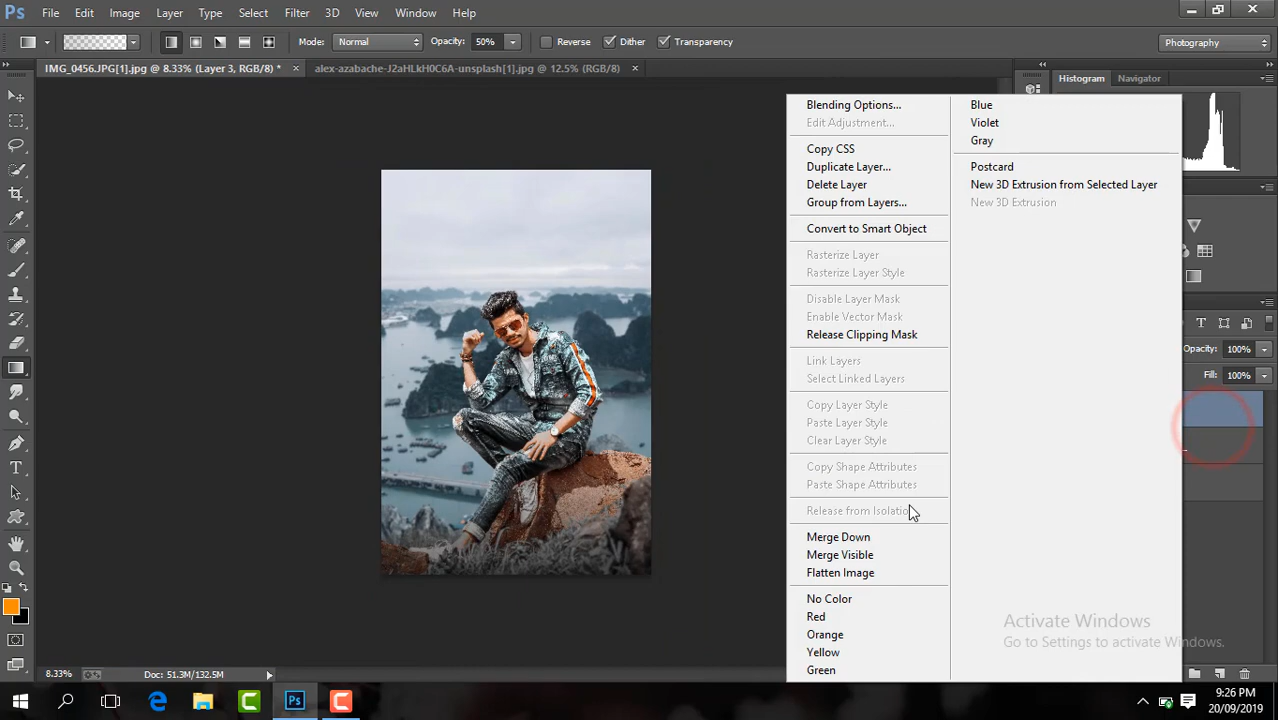 Ps File Edit Image Layer Type Select Filter 3D View Window Help
Mode: Normal Opacity: 50% Reverse Dither Transparency Photography
IMG_0456.JPG[1].jpg @ 8.33% (Layer 3, RGB/8) * × alex-azabache-J2aHLkH0C6A-unsplash[1].jpg @ 12.5% (RGB/8) ×
Histogram Navigator
Blending Options...
Edit Adjustment...
Copy CSS
Duplicate Layer...
Delete Layer
Group from Layers...
Convert to Smart Object
Rasterize Layer
Rasterize Layer Style
Disable Layer Mask
Enable Vector Mask
Release Clipping Mask
Link Layers
Select Linked Layers
Copy Layer Style
Paste Layer Style
Clear Layer Style
Copy Shape Attributes
Paste Shape Attributes
Release from Isolation
Merge Down
Merge Visible
Flatten Image
No Color
Red
Orange
Yellow
Green
Blue
Violet
Gray
Postcard
New 3D Extrusion from Selected Layer
New 3D Extrusion
Opacity: 100%
Fill: 100%
Activate Windows
Go to Settings to activate Windows.
8.33% Doc: 51.3M/132.5M
9:26 PM
20/09/2019